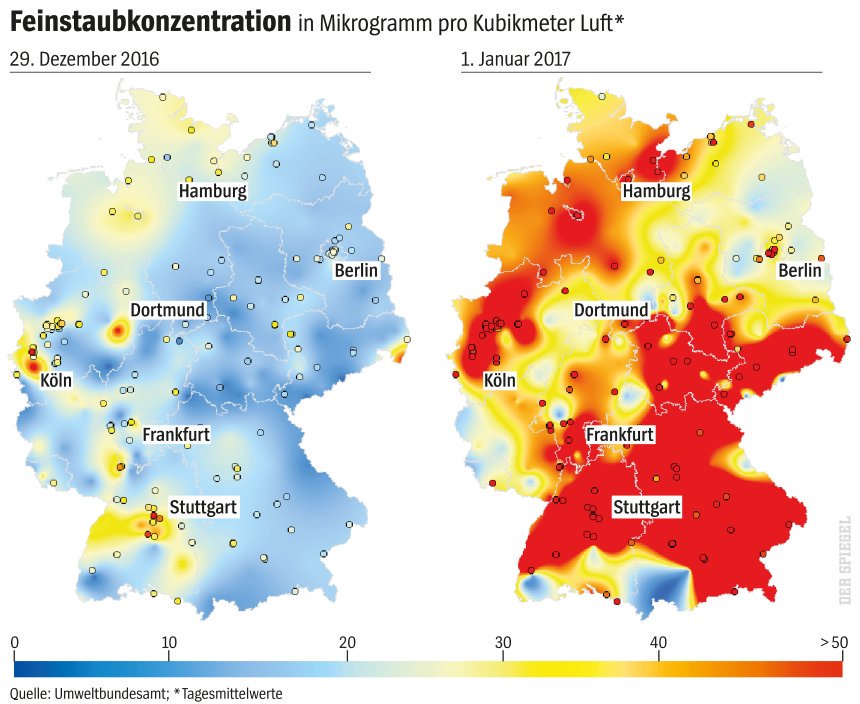 Feinstaubkonzentration in Mikrogramm pro Kubikmeter Luft*
29. Dezember 2016
1. Januar 2017
Hamburg
Berlin
Dortmund
Köln
Frankfurt
Stuttgart
Hamburg
Berlin
Dortmund
Köln
Frankfurt
Stuttgart
DER SPIEGEL
0 10 20 30 40 >50
Quelle: Umweltbundesamt; *Tagesmittelwerte